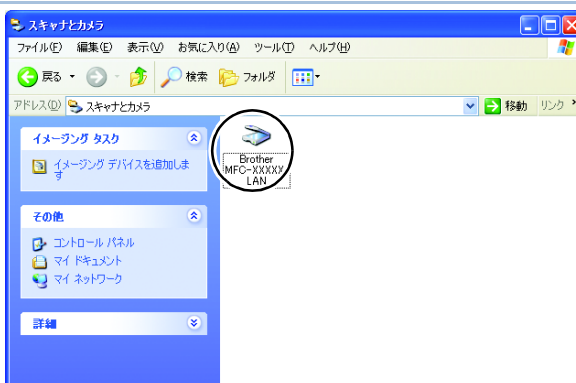 スキャナとカメラ
ファイル(F) 編集(E) 表示(V) お気に入り(A) ツール(T) ヘルプ(H)
戻る 検索 フォルダ
アドレス(D) スキャナとカメラ 移動 リンク
イメージング タスク
イメージング デバイスを追加しま
す
Brother
MFC-XXXXX
LAN
その他
コントロール パネル
マイ ドキュメント
マイ ネットワーク
詳細